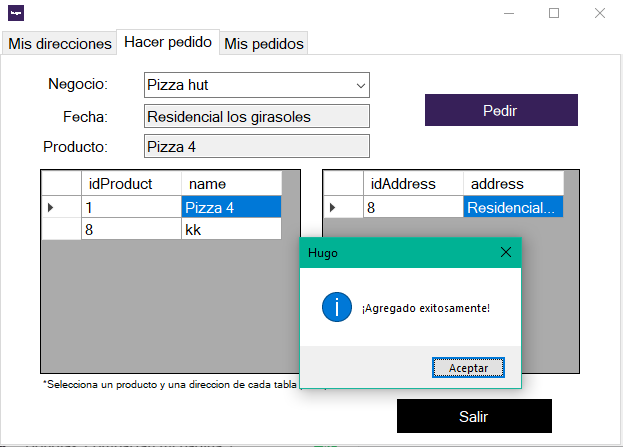 hugo
Mis direcciones Hacer pedido Mis pedidos
Negocio: Pizza hut
Fecha: Residencial los girasoles
Pedir
Producto: Pizza 4
idProduct name
1 Pizza 4
8 kk
idAddress address
8 Residencial...
Hugo
¡Agregado exitosamente!
Aceptar
*Selecciona un producto y una direccion de cada tabla
Salir